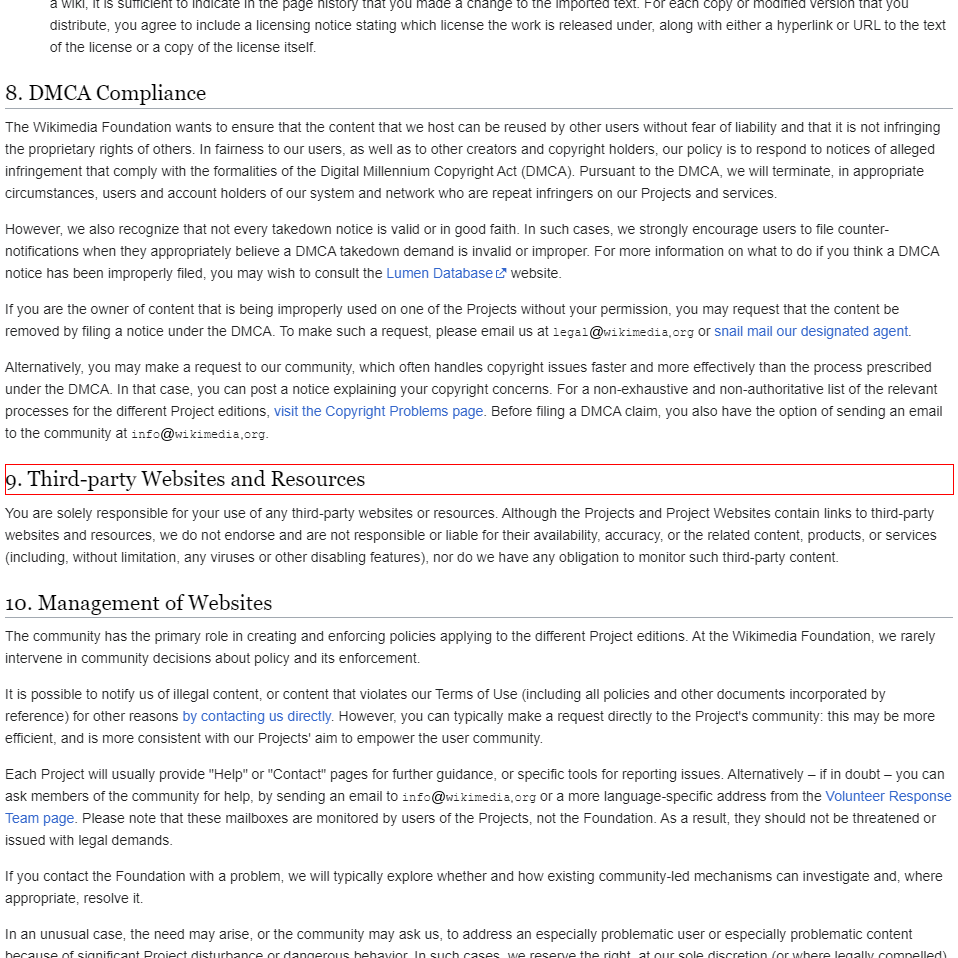 a wiki, it is sufficient to indicate in the page history that you made a change to the imported text. For each copy or modified version that you
distribute, you agree to include a licensing notice stating which license the work is released under, along with either a hyperlink or URL to the text
of the license or a copy of the license itself.
8. DMCA Compliance
The Wikimedia Foundation wants to ensure that the content that we host can be reused by other users without fear of liability and that it is not infringing
the proprietary rights of others. In fairness to our users, as well as to other creators and copyright holders, our policy is to respond to notices of alleged
infringement that comply with the formalities of the Digital Millennium Copyright Act (DMCA). Pursuant to the DMCA, we will terminate, in appropriate
circumstances, users and account holders of our system and network who are repeat infringers on our Projects and services.
However, we also recognize that not every takedown notice is valid or in good faith. In such cases, we strongly encourage users to file counter-
notifications when they appropriately believe a DMCA takedown demand is invalid or improper. For more information on what to do if you think a DMCA
notice has been improperly filed, you may wish to consult the Lumen Database website.
If you are the owner of content that is being improperly used on one of the Projects without your permission, you may request that the content be
removed by filing a notice under the DMCA. To make such a request, please email us at legal@wikimedia.org or snail mail our designated agent.
Alternatively, you may make a request to our community, which often handles copyright issues faster and more effectively than the process prescribed
under the DMCA. In that case, you can post a notice explaining your copyright concerns. For a non-exhaustive and non-authoritative list of the relevant
processes for the different Project editions, visit the Copyright Problems page. Before filing a DMCA claim, you also have the option of sending an email
to the community at info@wikimedia.org.
9. Third-party Websites and Resources
You are solely responsible for your use of any third-party websites or resources. Although the Projects and Project Websites contain links to third-party
websites and resources, we do not endorse and are not responsible or liable for their availability, accuracy, or the related content, products, or services
(including, without limitation, any viruses or other disabling features), nor do we have any obligation to monitor such third-party content.
10. Management of Websites
The community has the primary role in creating and enforcing policies applying to the different Project editions. At the Wikimedia Foundation, we rarely
intervene in community decisions about policy and its enforcement.
It is possible to notify us of illegal content, or content that violates our Terms of Use (including all policies and other documents incorporated by
reference) for other reasons by contacting us directly. However, you can typically make a request directly to the Project's community: this may be more
efficient, and is more consistent with our Projects' aim to empower the user community.
Each Project will usually provide "Help" or "Contact" pages for further guidance, or specific tools for reporting issues. Alternatively – if in doubt – you can
ask members of the community for help, by sending an email to info@wikimedia.org or a more language-specific address from the Volunteer Response
Team page. Please note that these mailboxes are monitored by users of the Projects, not the Foundation. As a result, they should not be threatened or
issued with legal demands.
If you contact the Foundation with a problem, we will typically explore whether and how existing community-led mechanisms can investigate and, where
appropriate, resolve it.
In an unusual case, the need may arise, or the community may ask us, to address an especially problematic user or especially problematic content
because of significant Project disturbance or dangerous behavior. In such cases, we reserve the right, at our sole discretion (or where legally compelled)